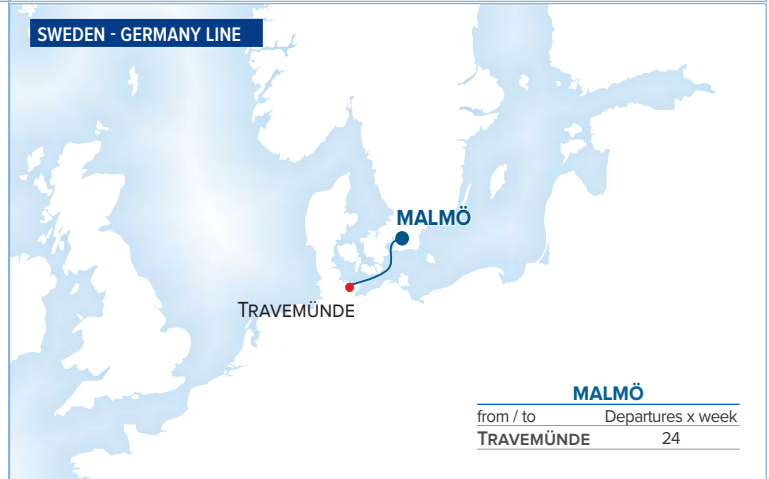 SWEDEN - GERMANY LINE
MALMÖ
TRAVEMÜNDE
MALMÖ
from / to Departures x week
TRAVEMÜNDE 24